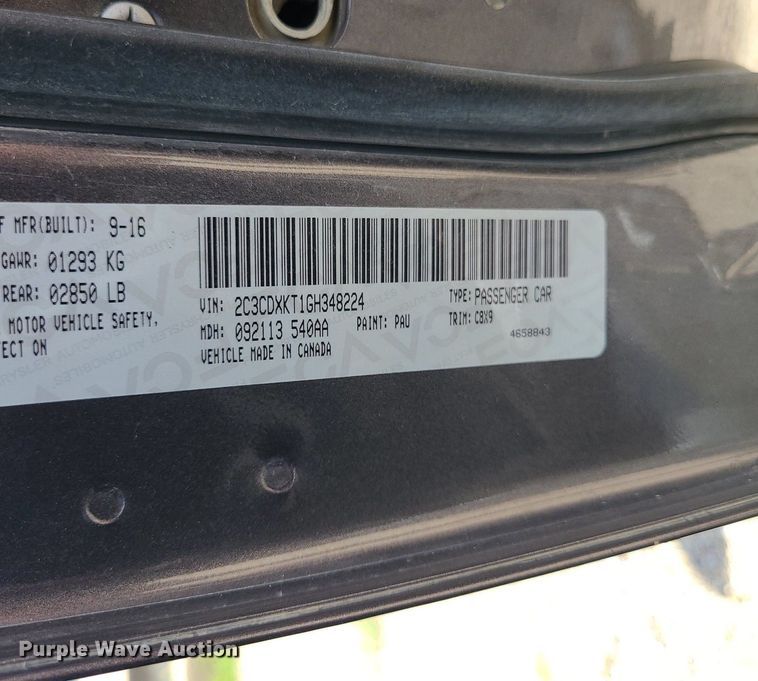 F MFR(BUILT): 9-16
GAWR: 01293 KG
REAR: 02850 LB
MOTOR VEHICLE SAFETY,
ECT ON
VIN: 2C3CDXKT1GH348224
TYPE: PASSENGER CAR
MDH: 092113 540AA
PAINT: PAU
TRIM: C8X9
VEHICLE MADE IN CANADA
4658843
Purple Wave Auction